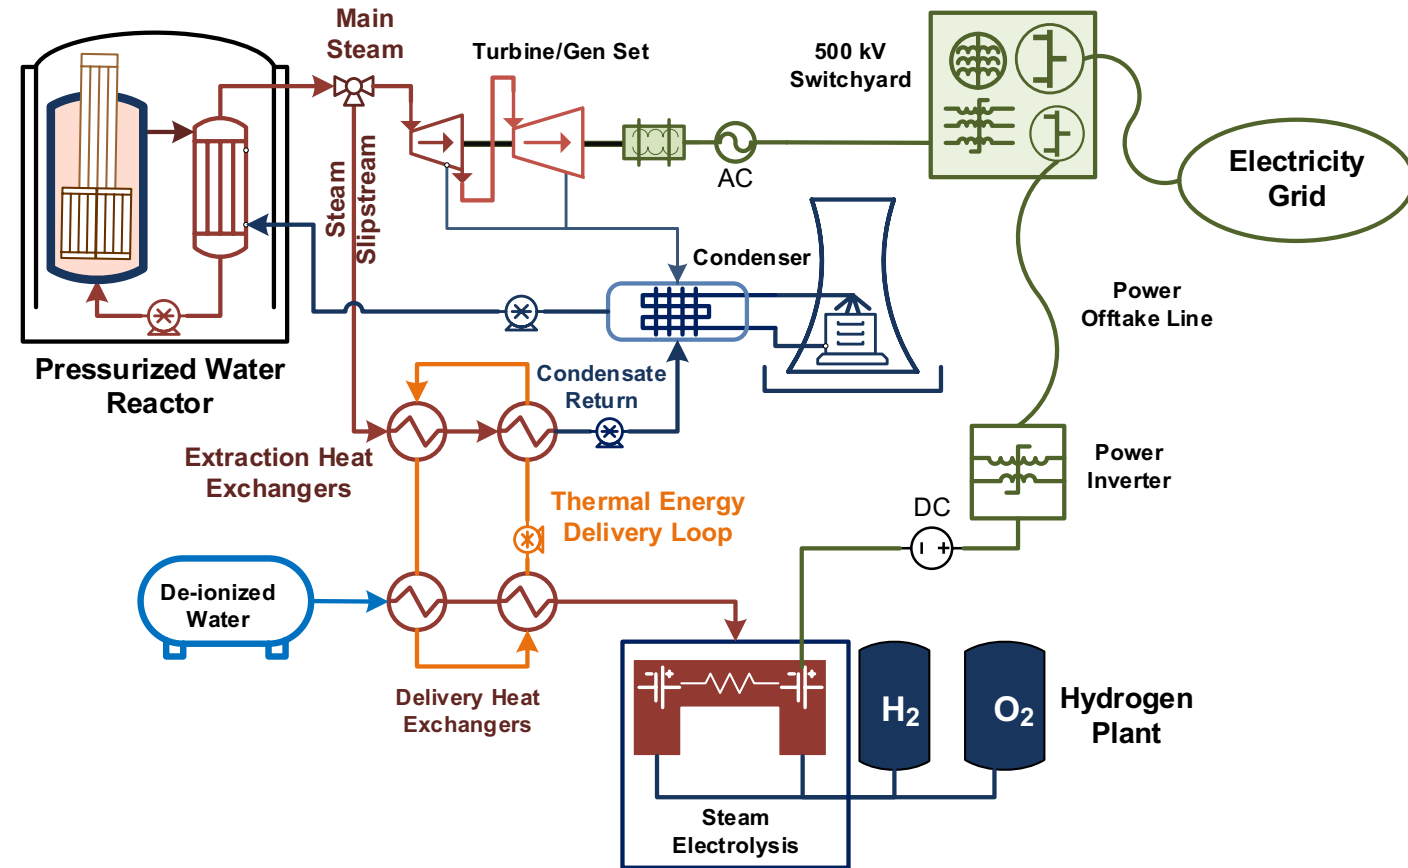 Main
Steam
Turbine/Gen Set
500 kV
Switchyard
AC
Electricity
Grid
Steam
Slipstream
Condenser
Power
Offtake Line
Pressurized Water
Reactor
Condensate
Return
Extraction Heat
Exchangers
Power
Inverter
Thermal Energy
Delivery Loop
DC
De-ionized
Water
Delivery Heat
Exchangers
H₂
O₂
Hydrogen
Plant
Steam
Electrolysis